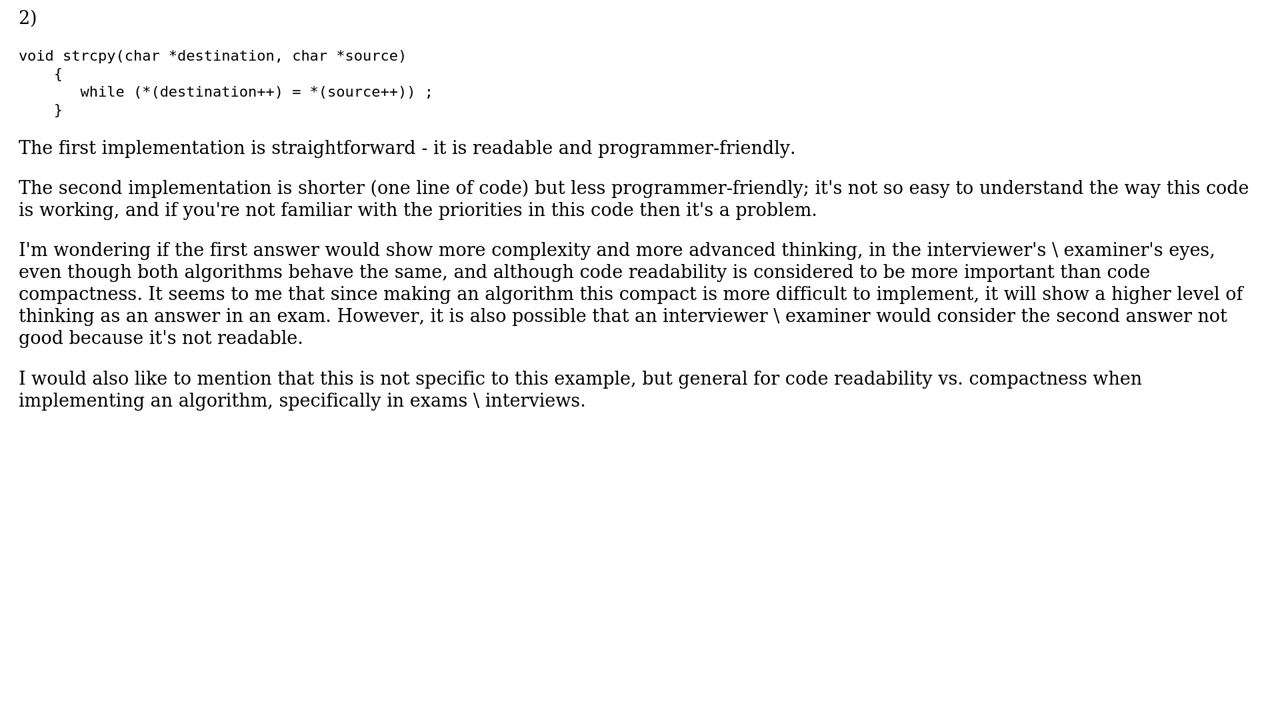 2)
void strcpy(char *destination, char *source)
{
while (*(destination++) = *(source++)) ;
}
The first implementation is straightforward - it is readable and programmer-friendly.
The second implementation is shorter (one line of code) but less programmer-friendly; it's not so easy to understand the way this code
is working, and if you're not familiar with the priorities in this code then it's a problem.
I'm wondering if the first answer would show more complexity and more advanced thinking, in the interviewer's \ examiner's eyes,
even though both algorithms behave the same, and although code readability is considered to be more important than code
compactness. It seems to me that since making an algorithm this compact is more difficult to implement, it will show a higher level of
thinking as an answer in an exam. However, it is also possible that an interviewer \ examiner would consider the second answer not
good because it's not readable.
I would also like to mention that this is not specific to this example, but general for code readability vs. compactness when
implementing an algorithm, specifically in exams \ interviews.